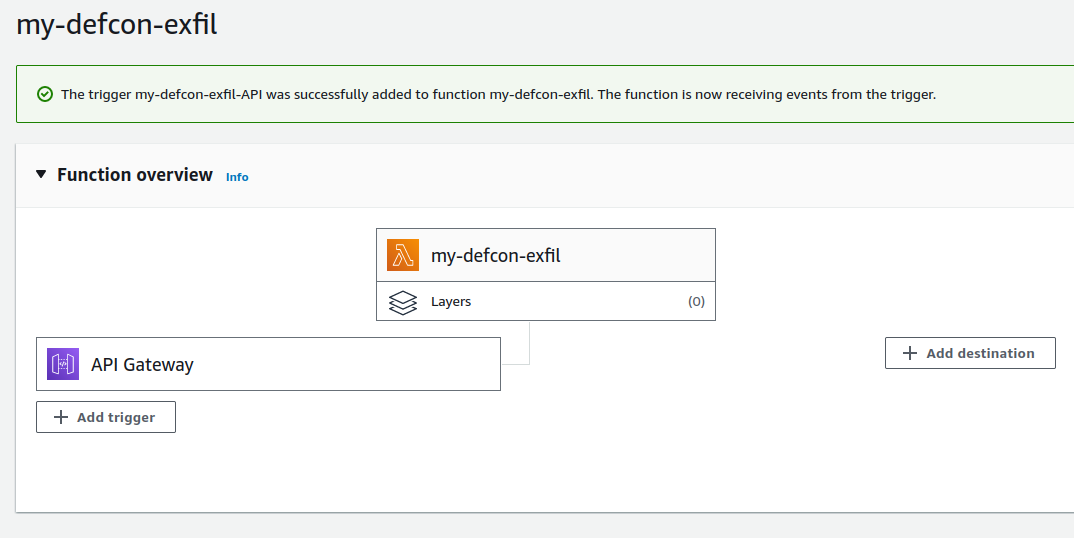 my-defcon-exfil
The trigger my-defcon-exfil-API was successfully added to function my-defcon-exfil. The function is now receiving events from the trigger.
Function overview Info
my-defcon-exfil
Layers (0)
API Gateway
Add destination
Add trigger